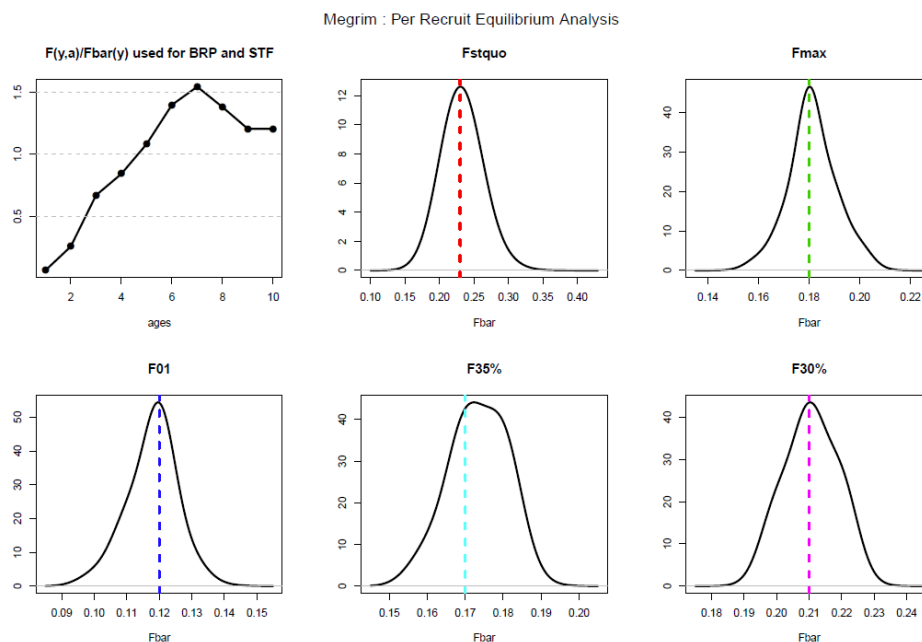 Megrim : Per Recruit Equilibrium Analysis
F(y,a)/Fbar(y) used for BRP and STF
Fstquo
Fmax
0.5 1.0 1.5
2 4 6 8 10
ages
0 2 4 6 8 10 12
0.10 0.15 0.20 0.25 0.30 0.35 0.40
Fbar
0 10 20 30 40
0.14 0.16 0.18 0.20 0.22
Fbar
F01
F35%
F30%
0 10 20 30 40 50
0.09 0.10 0.11 0.12 0.13 0.14 0.15
Fbar
0 10 20 30 40
0.15 0.16 0.17 0.18 0.19 0.20
Fbar
0 10 20 30 40
0.18 0.19 0.20 0.21 0.22 0.23 0.24
Fbar